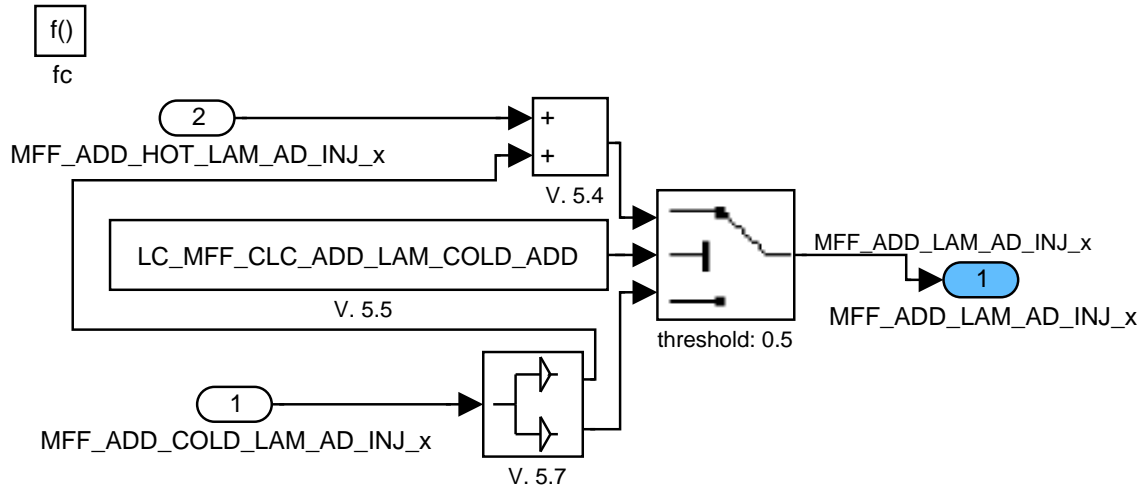 f()
fc
2
MFF_ADD_HOT_LAM_AD_INJ_x
+
+
V. 5.4
LC_MFF_CLC_ADD_LAM_COLD_ADD
V. 5.5
threshold: 0.5
MFF_ADD_LAM_AD_INJ_x
1
MFF_ADD_LAM_AD_INJ_x
1
MFF_ADD_COLD_LAM_AD_INJ_x
V. 5.7